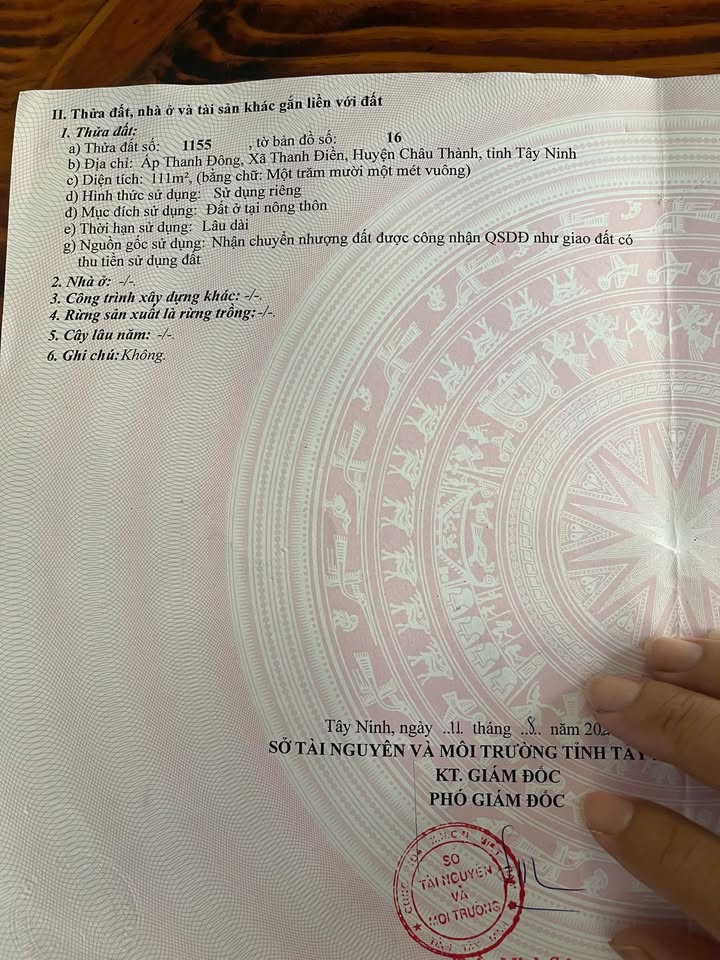 II. Thửa đất, nhà ở và tài sản khác gắn liền với đất
1. Thửa đất:
a) Thửa đất số: 1155 , tờ bản đồ số: 16
b) Địa chỉ: Ấp Thanh Đông, Xã Thanh Điền, Huyện Châu Thành, tỉnh Tây Ninh
c) Diện tích: 111m², (bằng chữ: Một trăm mười một mét vuông)
d) Hình thức sử dụng: Sử dụng riêng
đ) Mục đích sử dụng: Đất ở tại nông thôn
e) Thời hạn sử dụng: Lâu dài
g) Nguồn gốc sử dụng: Nhận chuyển nhượng đất được công nhận QSDĐ như giao đất có
thu tiền sử dụng đất
2. Nhà ở: -/-.
3. Công trình xây dựng khác: -/-.
4. Rừng sản xuất là rừng trồng: -/-.
5. Cây lâu năm: -/-.
6. Ghi chú: Không.
Tây Ninh, ngày ..11. tháng ..8.. năm 202
SỞ TÀI NGUYÊN VÀ MÔI TRƯỜNG TỈNH TÂY
KT. GIÁM ĐỐC
PHÓ GIÁM ĐỐC
SỞ
TÀI NGUYÊN
VÀ
MÔI TRƯỜNG